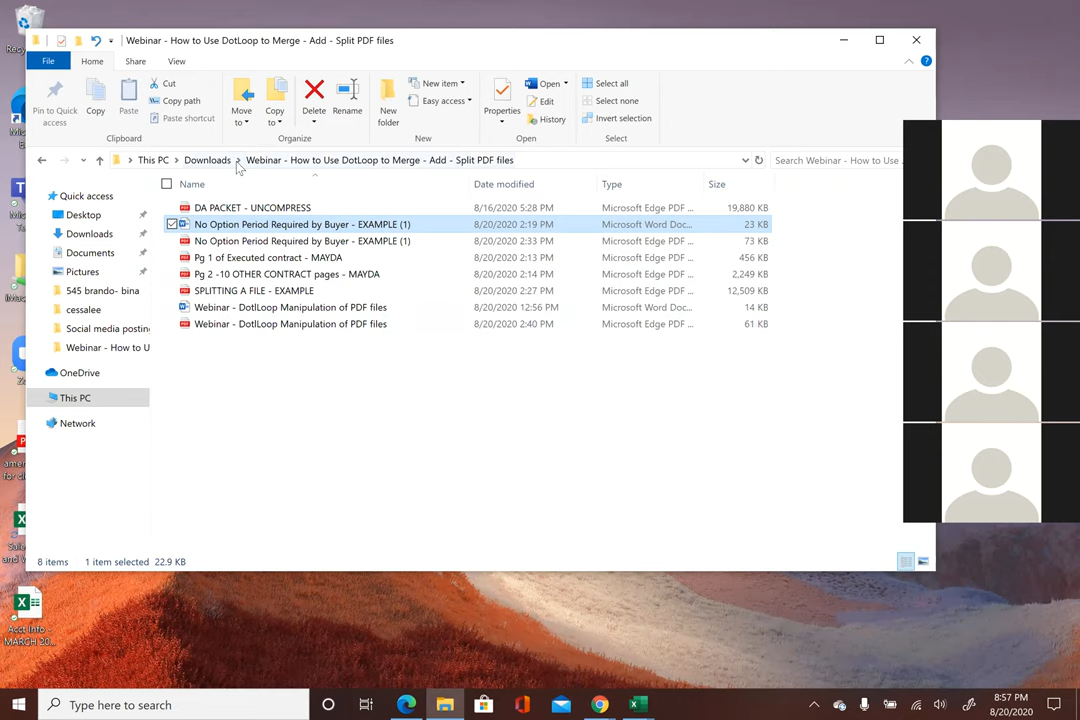 Webinar - How to Use DotLoop to Merge - Add - Split PDF files
File Home Share View
Pin to Quick access
Copy
Paste
Cut
Copy path
Paste shortcut
Clipboard
Move to
Copy to
Delete
Rename
Organize
New folder
New item
Easy access
New
Properties
Open
Edit
History
Open
Select all
Select none
Invert selection
Select
This PC > Downloads > Webinar - How to Use DotLoop to Merge - Add - Split PDF files
Search Webinar - How to Use ...
Name Date modified Type Size
DA PACKET - UNCOMPRESS 8/16/2020 5:28 PM Microsoft Edge PDF ... 19,880 KB
No Option Period Required by Buyer - EXAMPLE (1) 8/20/2020 2:19 PM Microsoft Word Doc... 23 KB
No Option Period Required by Buyer - EXAMPLE (1) 8/20/2020 2:33 PM Microsoft Edge PDF ... 73 KB
Pg 1 of Executed contract - MAYDA 8/20/2020 2:13 PM Microsoft Edge PDF ... 456 KB
Pg 2 -10 OTHER CONTRACT pages - MAYDA 8/20/2020 2:14 PM Microsoft Edge PDF ... 2,249 KB
SPLITTING A FILE - EXAMPLE 8/20/2020 2:27 PM Microsoft Edge PDF ... 12,509 KB
Webinar - DotlLoop Manipulation of PDF files 8/20/2020 12:56 PM Microsoft Word Doc... 14 KB
Webinar - DotlLoop Manipulation of PDF files 8/20/2020 2:40 PM Microsoft Edge PDF ... 61 KB
Quick access
Desktop
Downloads
Documents
Pictures
545 brando- bina
cessalee
Social media posting
Webinar - How to U
OneDrive
This PC
Network
8 items 1 item selected 22.9 KB
Acct Info -
MARCH 20...
Type here to search
8:57 PM
8/20/2020